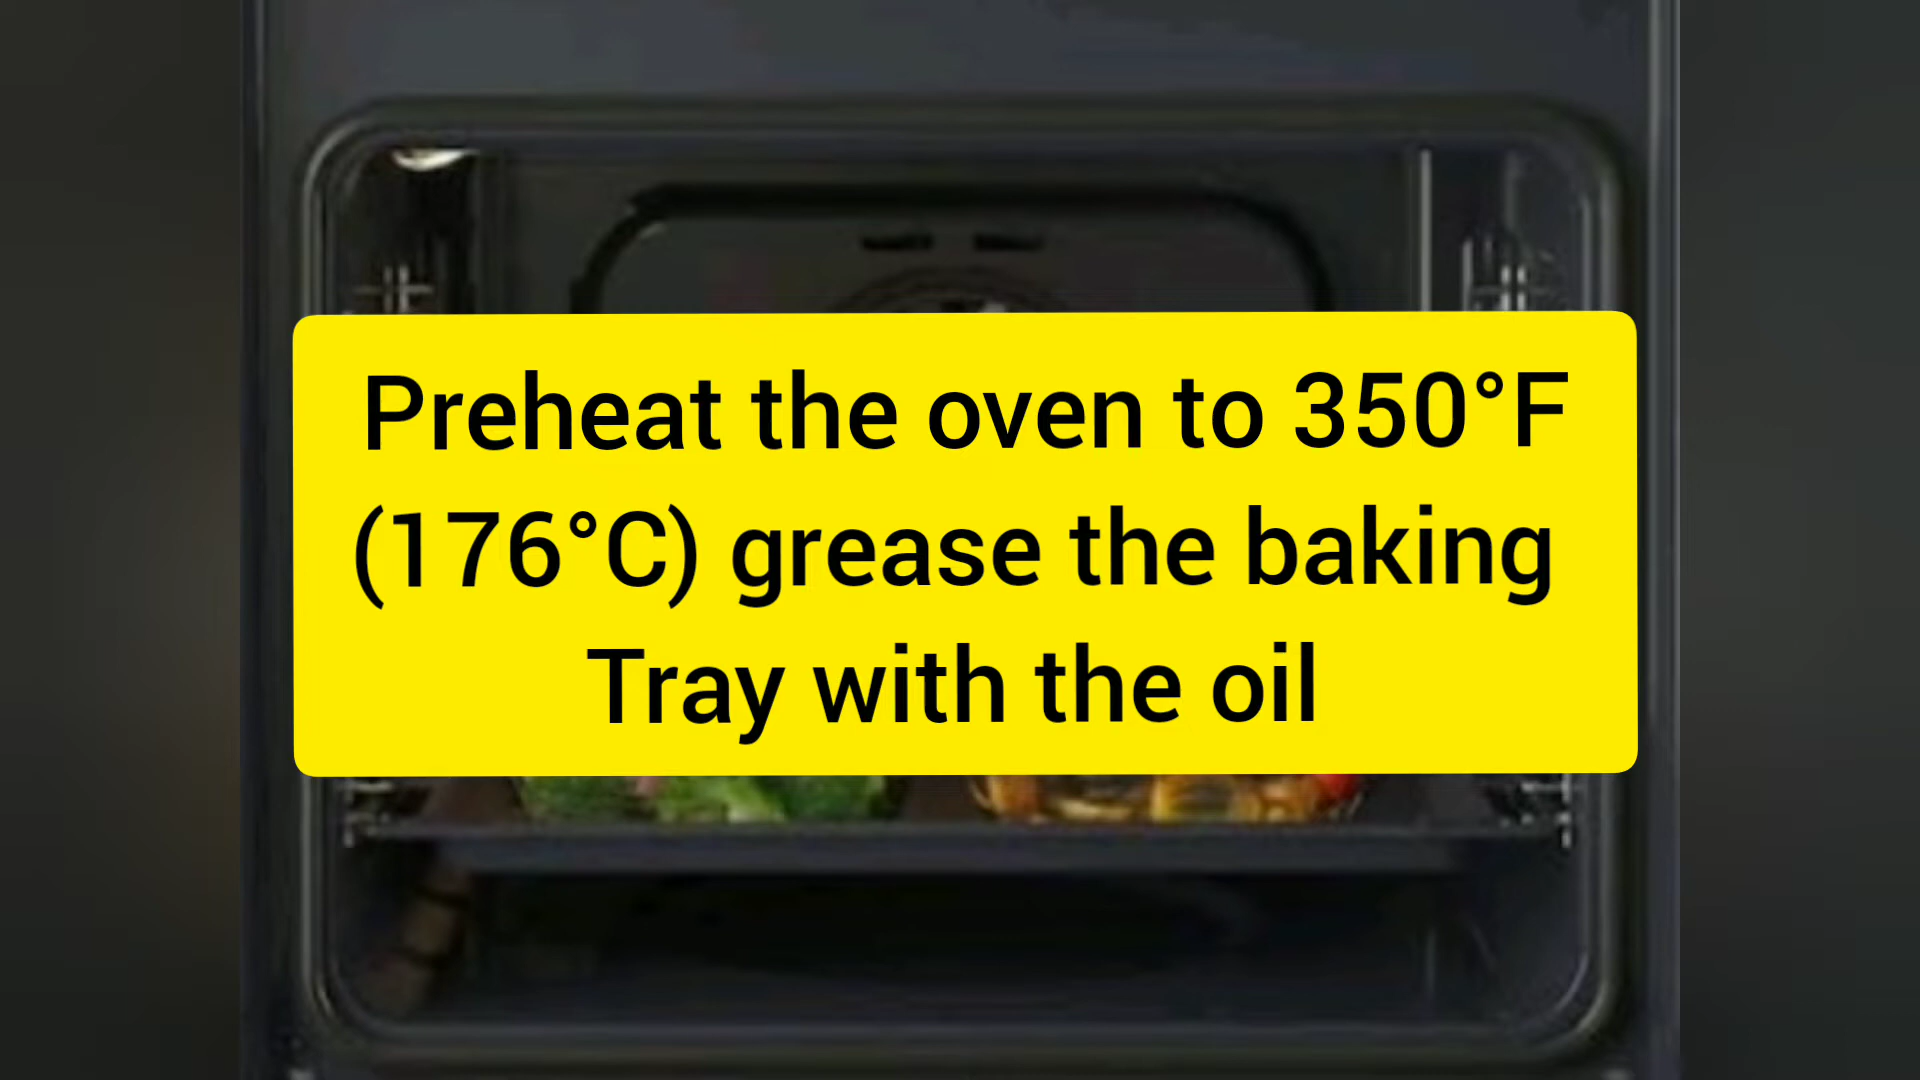 Preheat the oven to 350°F
(176°C) grease the baking
Tray with the oil